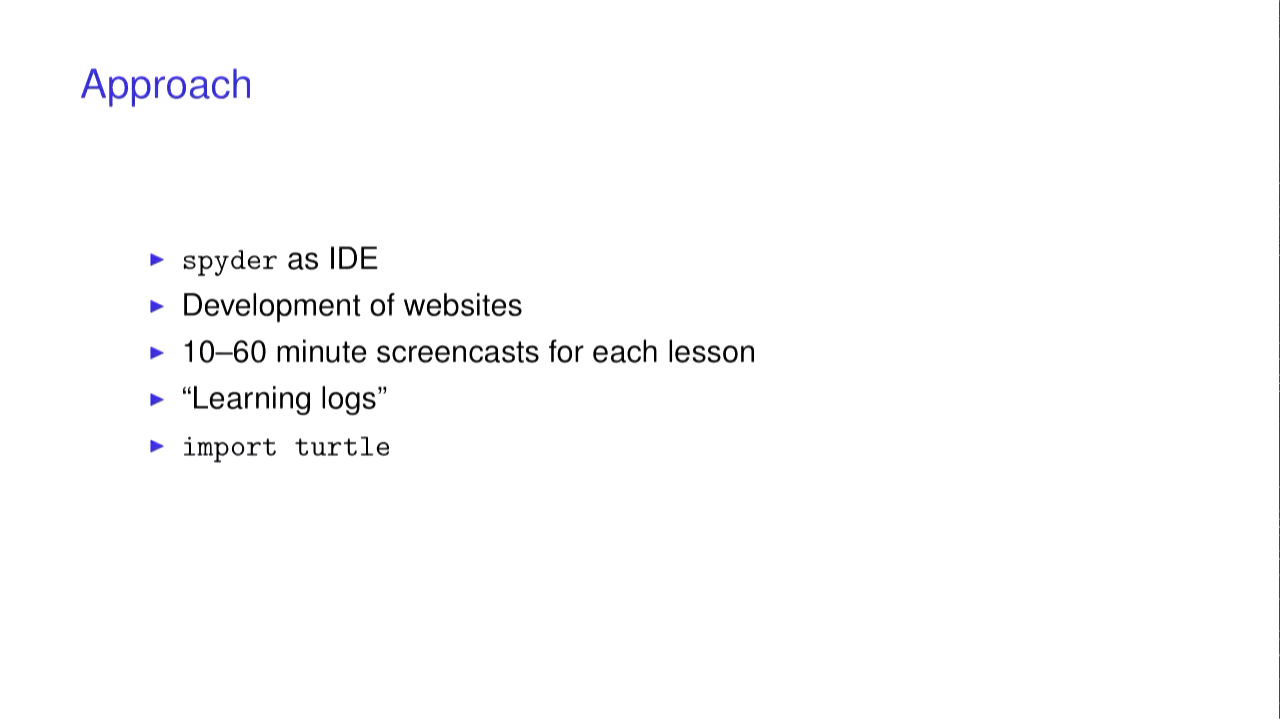 Approach
spyder as IDE
Development of websites
10–60 minute screencasts for each lesson
“Learning logs”
import turtle